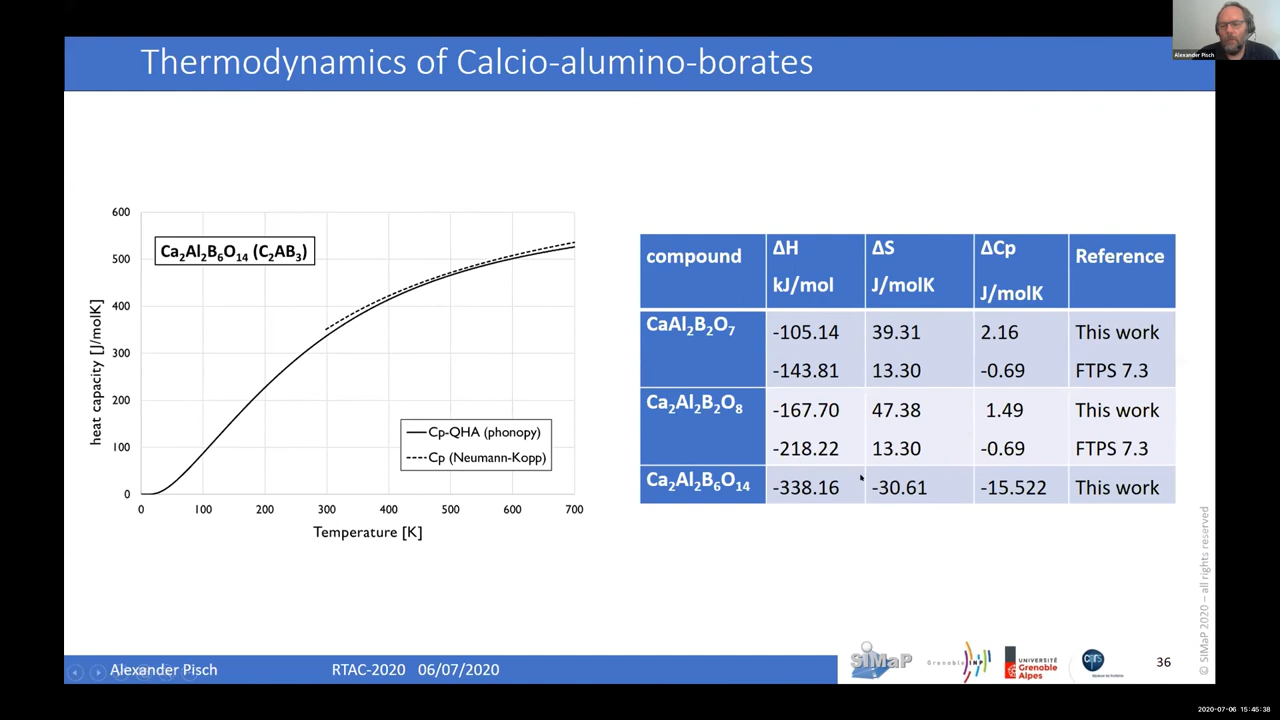 Thermodynamics of Calcio-alumino-borates
Alexander Pisch
600
500
400
300
200
100
0
heat capacity [J/molK]
Ca₂Al₂B₆O₁₄ (C₂AB₃)
Cp-QHA (phonopy)
Cp (Neumann-Kopp)
0 100 200 300 400 500 600 700
Temperature [K]
compound ΔH kJ/mol ΔS J/molK ΔCp J/molK Reference
CaAl₂B₂O₇ -105.14 39.31 2.16 This work
-143.81 13.30 -0.69 FTPS 7.3
Ca₂Al₂B₂O₈ -167.70 47.38 1.49 This work
-218.22 13.30 -0.69 FTPS 7.3
Ca₂Al₂B₆O₁₄ -338.16 -30.61 -15.522 This work
© SIMaP 2020 – all rights reserved
Alexander Pisch RTAC-2020 06/07/2020
SIMaP
Grenoble INP
UNIVERSITÉ Grenoble Alpes
cnrs
36
2020-07-06 15:45:38